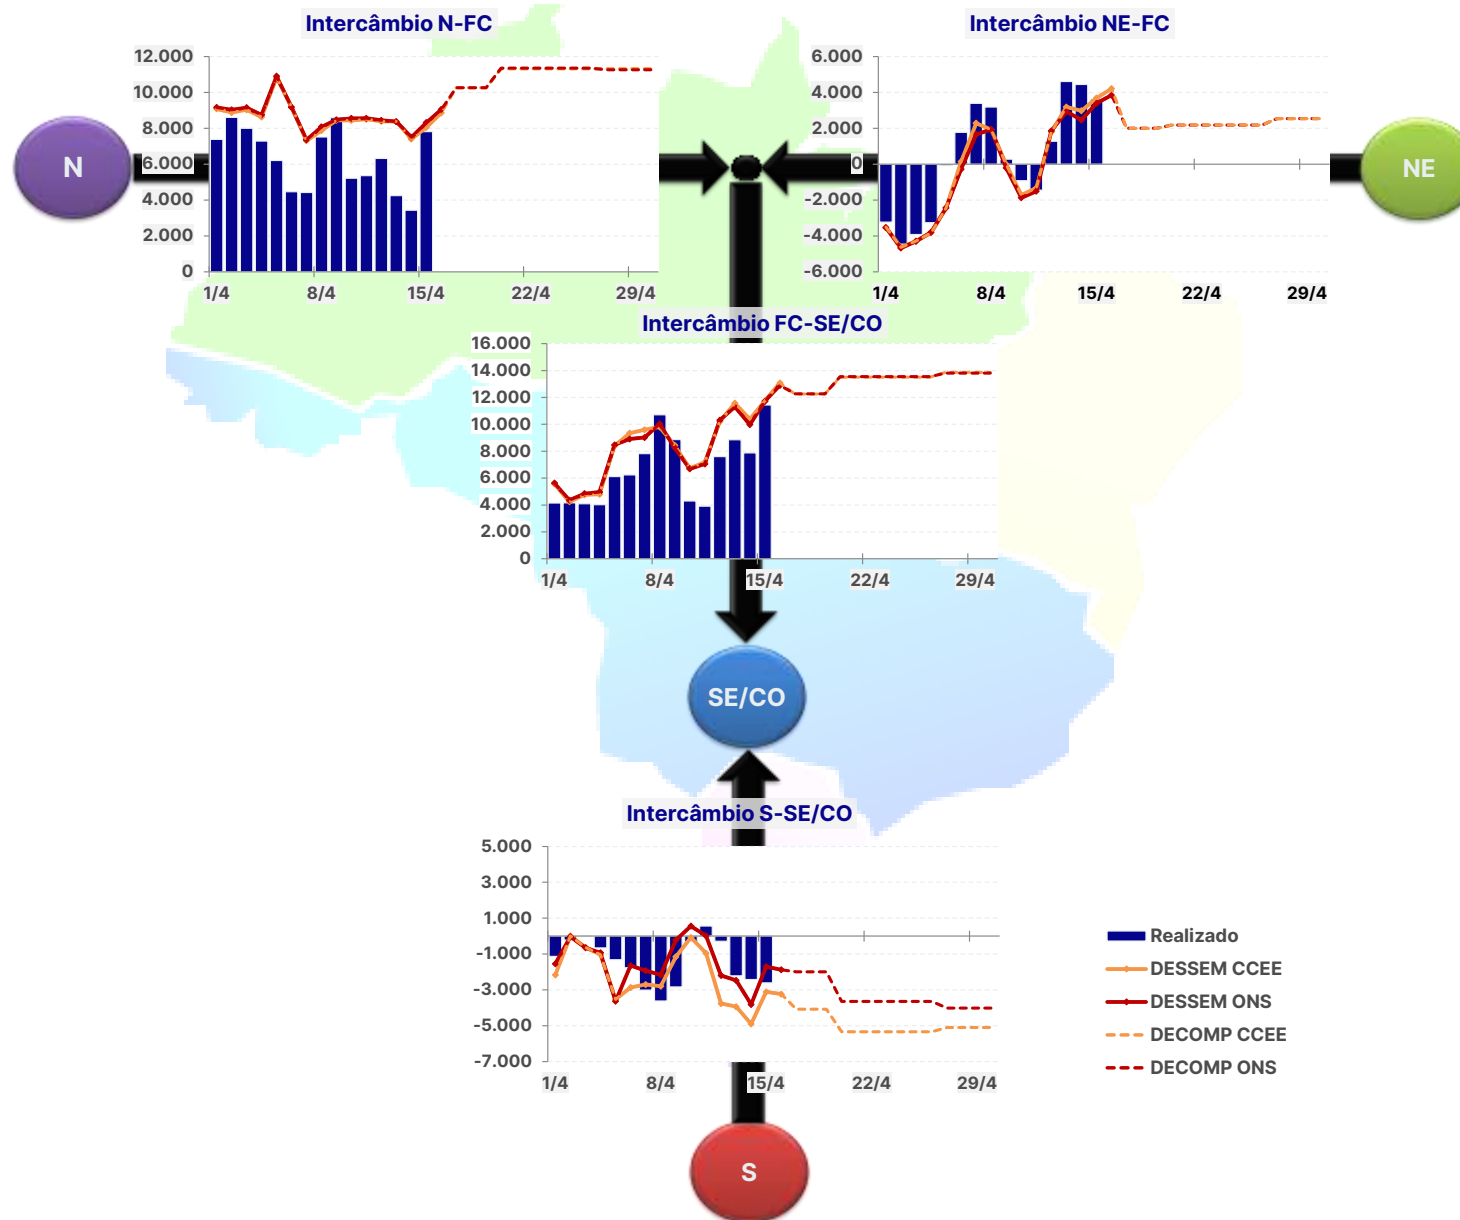 Intercâmbio N-FC
12.000
10.000
8.000
6.000
4.000
2.000
0
1/4 8/4 15/4 22/4 29/4
Intercâmbio NE-FC
6.000
4.000
2.000
0
-2.000
-4.000
-6.000
1/4 8/4 15/4 22/4 29/4
N
NE
Intercâmbio FC-SE/CO
16.000
14.000
12.000
10.000
8.000
6.000
4.000
2.000
0
1/4 8/4 15/4 22/4 29/4
SE/CO
Intercâmbio S-SE/CO
5.000
3.000
1.000
-1.000
-3.000
-5.000
-7.000
1/4 8/4 15/4 22/4 29/4
Realizado
DESSEM CCEE
DESSEM ONS
DECOMP CCEE
DECOMP ONS
S